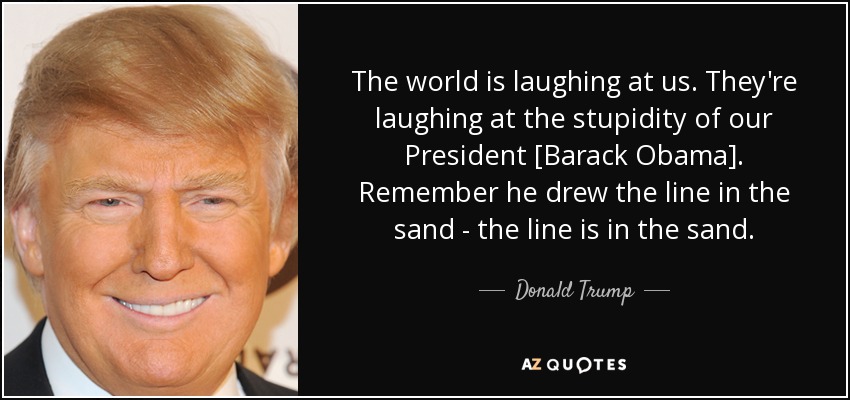 The world is laughing at us. They're
laughing at the stupidity of our
President [Barack Obama].
Remember he drew the line in the
sand - the line is in the sand.
Donald Trump
AZ QUOTES